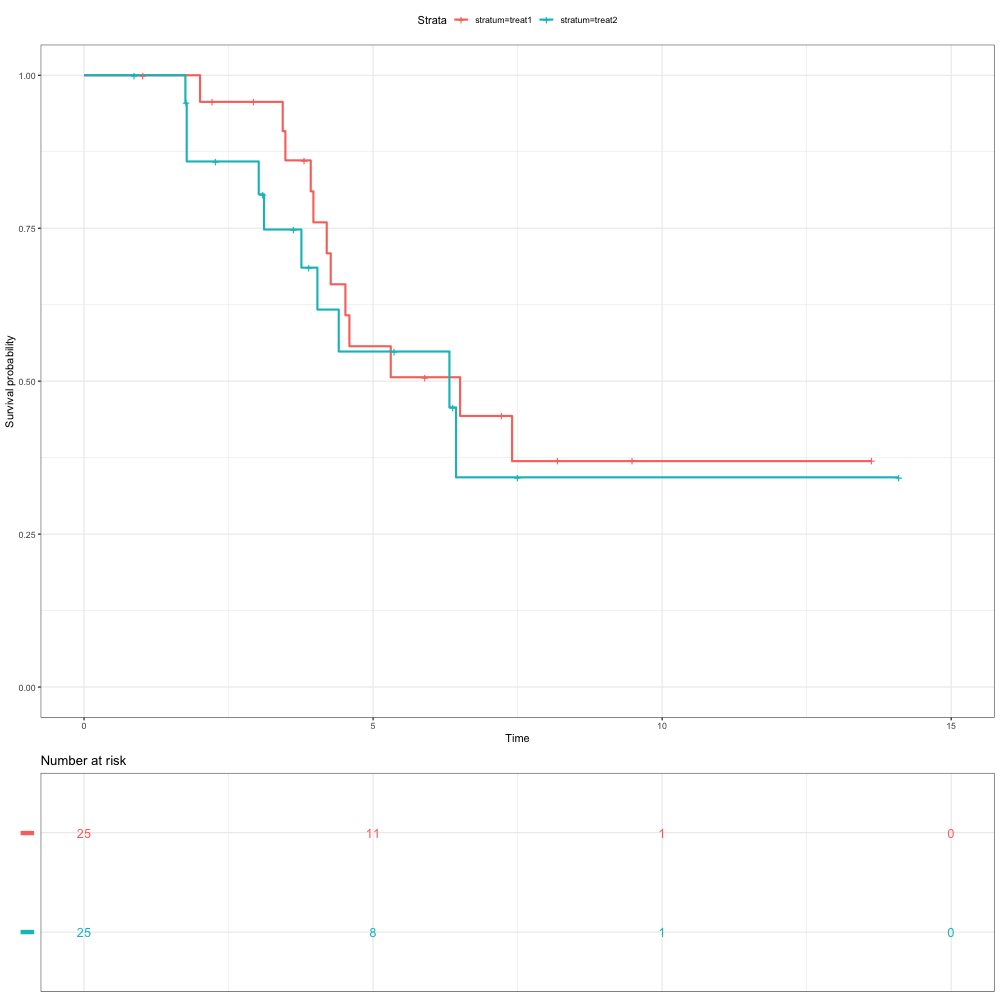 Strata stratum=treat1 stratum=treat2
Survival probability
1.00
0.75
0.50
0.25
0.00
0 5 10 15
Time
Number at risk
25 11 1 0
25 8 1 0